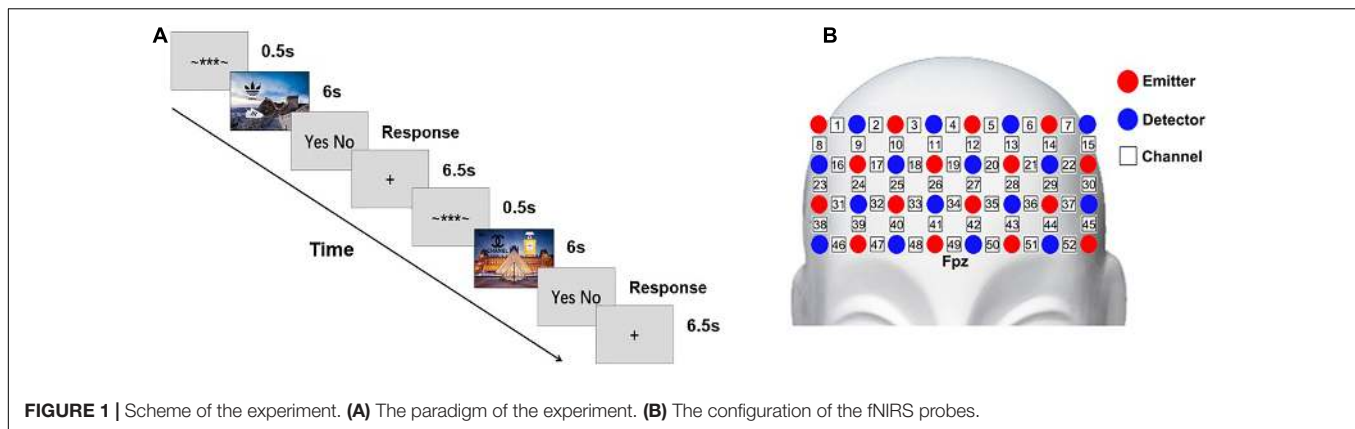 A
~***~
0.5s
6s
Yes No
Response
+
6.5s
~***~
0.5s
CHANEL
6s
Yes No
Response
+
6.5s
Time
B
Emitter
Detector
Channel
1 2 3 4 5 6 7
8 9 10 11 12 13 14 15
16 17 18 19 20 21 22
23 24 25 26 27 28 29 30
31 32 33 34 35 36 37
38 39 40 41 42 43 44 45
46 47 48 49 50 51 52
Fpz
FIGURE 1 | Scheme of the experiment. (A) The paradigm of the experiment. (B) The configuration of the fNIRS probes.